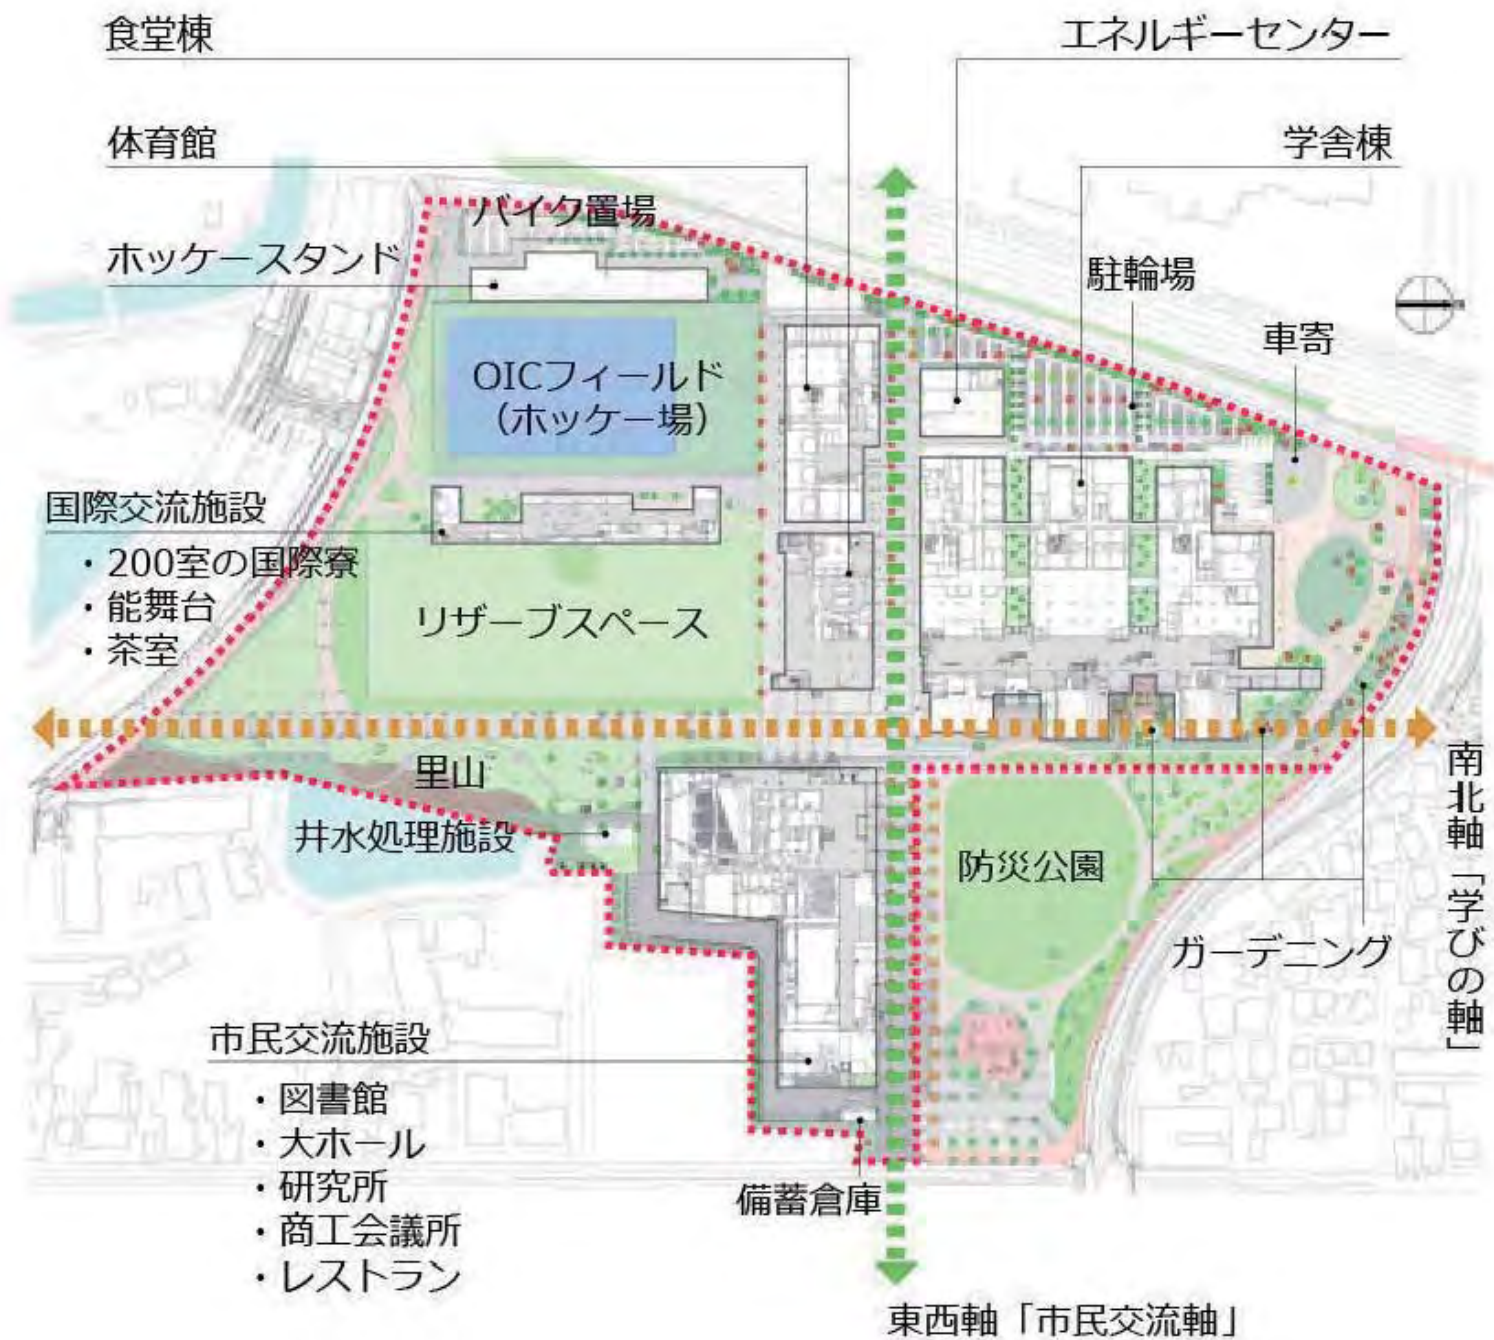 食堂棟
エネルギーセンター
体育館
学舎棟
バイク置場
ホッケースタンド
駐輪場
車寄
OICフィールド
（ホッケー場）
国際交流施設
・200室の国際寮
・能舞台
・茶室
リザーブスペース
里山
井水処理施設
防災公園
南北軸「学びの軸」
ガーデニング
市民交流施設
・図書館
・大ホール
・研究所
・商工会議所
・レストラン
備蓄倉庫
東西軸「市民交流軸」